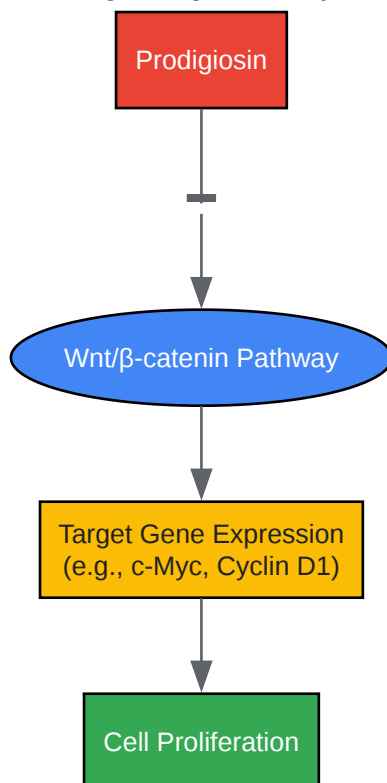 Prodigiosin
Wnt/β-catenin Pathway
Target Gene Expression
(e.g., c-Myc, Cyclin D1)
Cell Proliferation